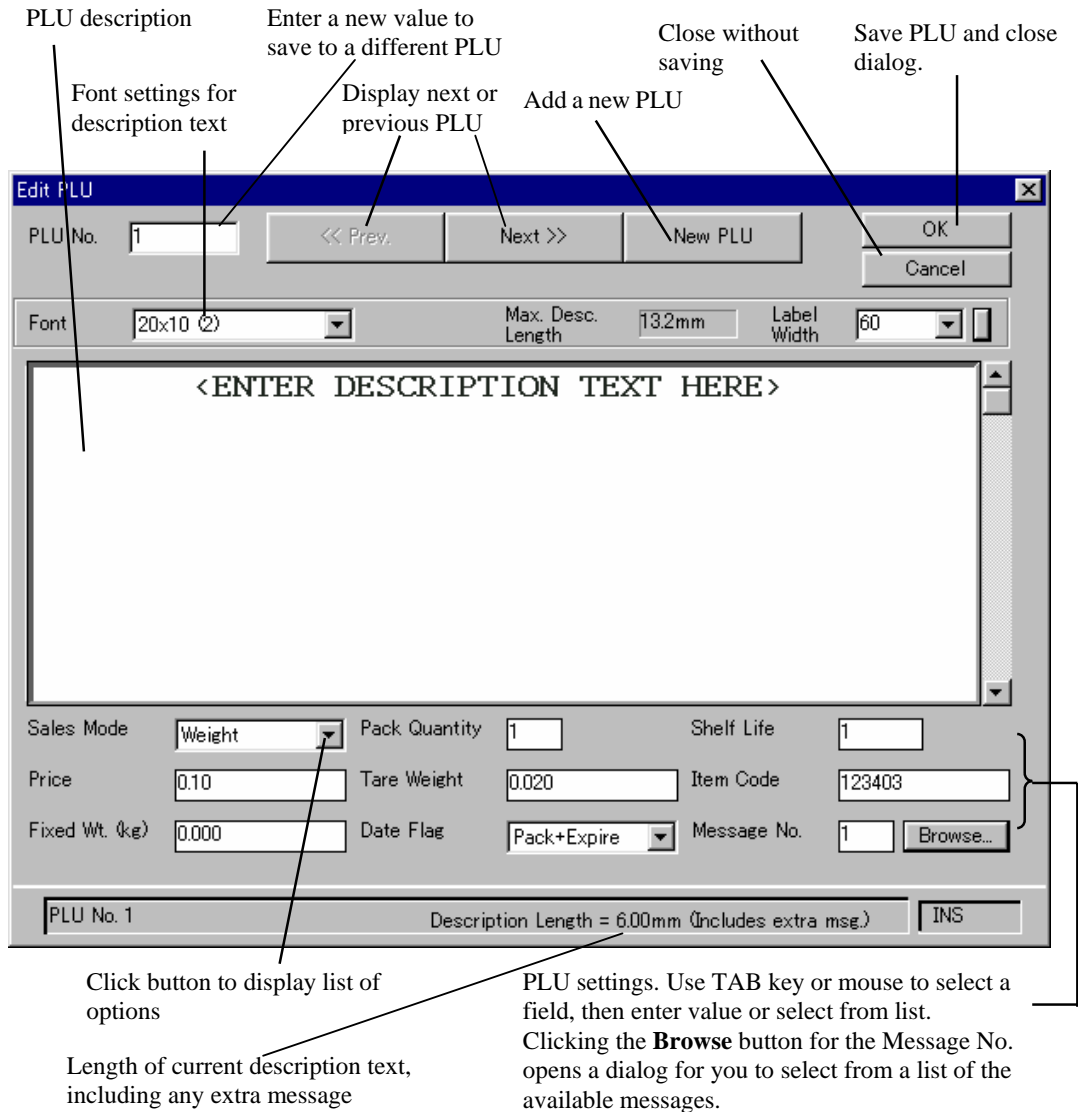 PLU description
Enter a new value to
save to a different PLU
Close without
saving
Save PLU and close
dialog.
Font settings for
description text
Display next or
previous PLU
Add a new PLU
Edit PLU
PLU No.
1
<< Prev.
Next >>
New PLU
OK
Cancel
Font
20x10 (2)
Max. Desc.
Length
13.2mm
Label
Width
60
<ENTER DESCRIPTION TEXT HERE>
Sales Mode
Weight
Pack Quantity
1
Shelf Life
1
Price
0.10
Tare Weight
0.020
Item Code
123403
Fixed Wt. (kg)
0.000
Date Flag
Pack+Expire
Message No.
1
Browse...
PLU No. 1
Description Length = 6.00mm (Includes extra msg.)
INS
Click button to display list of
options
Length of current description text,
including any extra message
PLU settings. Use TAB key or mouse to select a
field, then enter value or select from list.
Clicking the Browse button for the Message No.
opens a dialog for you to select from a list of the
available messages.